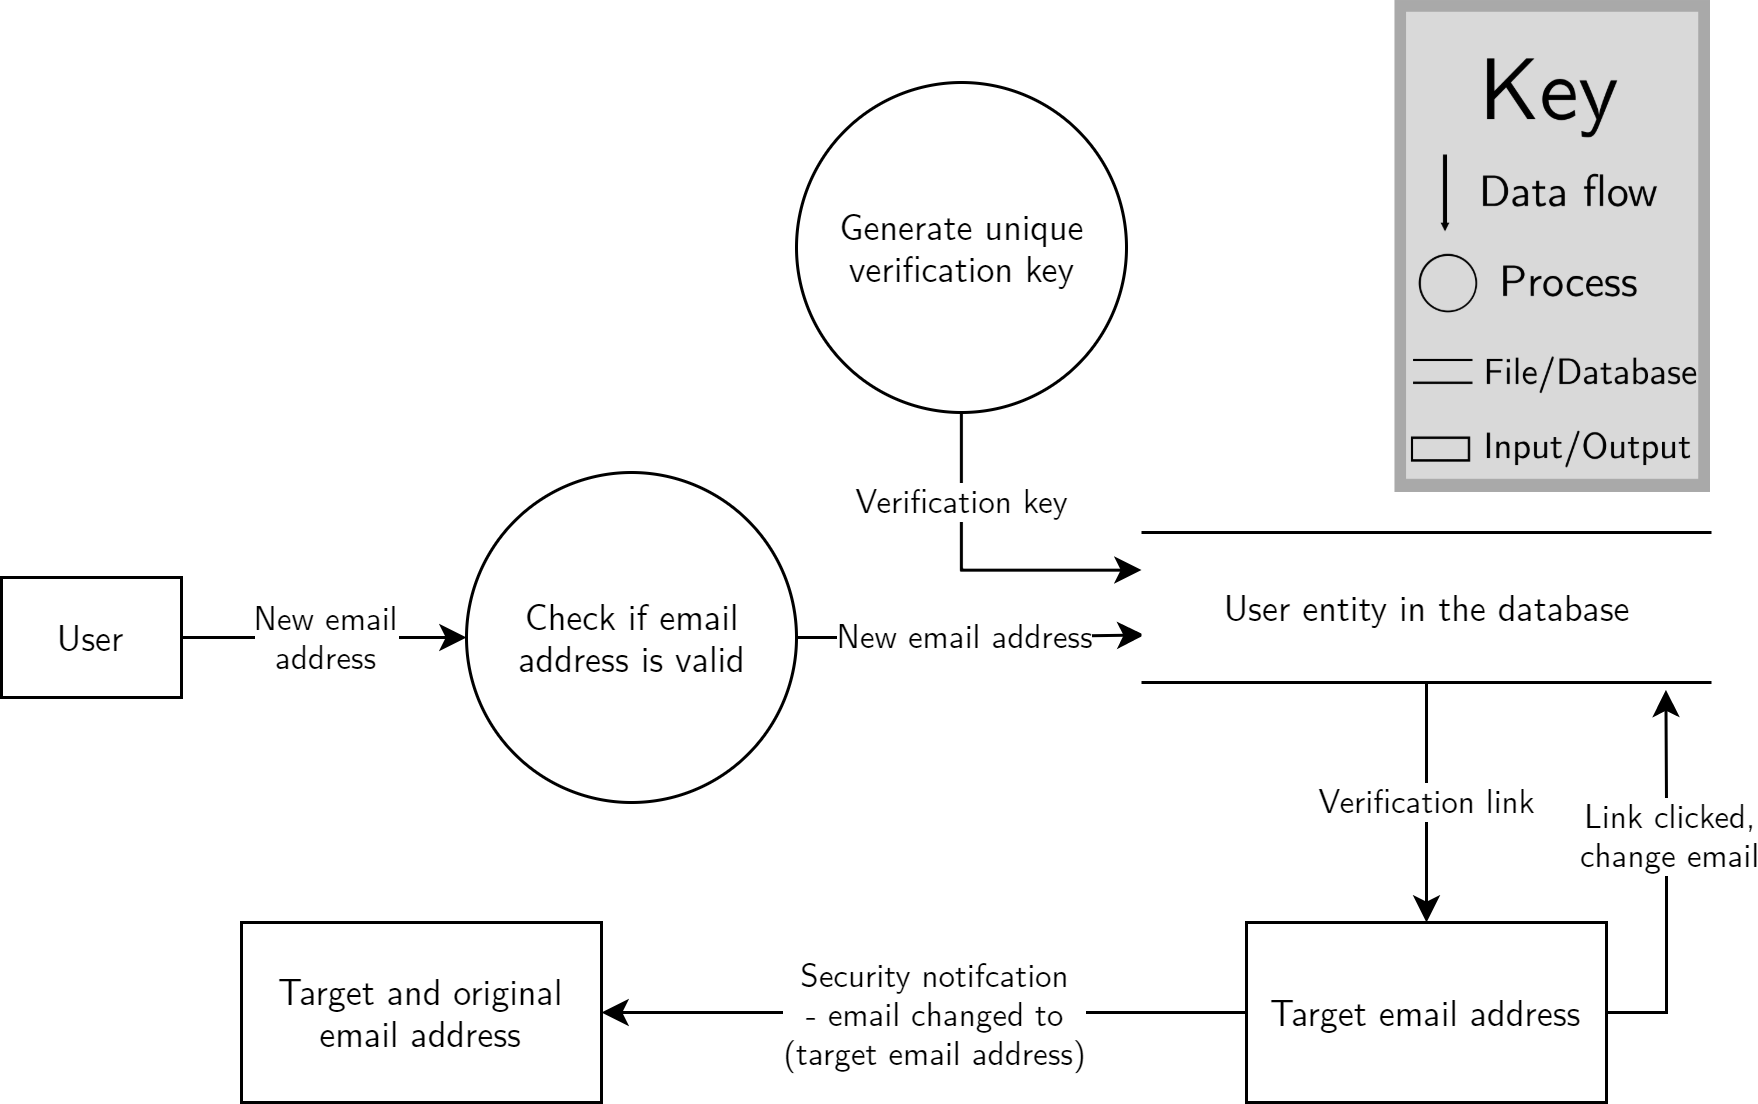 Key
Data flow
Process
File/Database
Input/Output
Generate unique
verification key
Verification key
User
New email
address
Check if email
address is valid
New email address
User entity in the database
Verification link
Link clicked,
change email
Target email address
Security notifcation
- email changed to
(target email address)
Target and original
email address